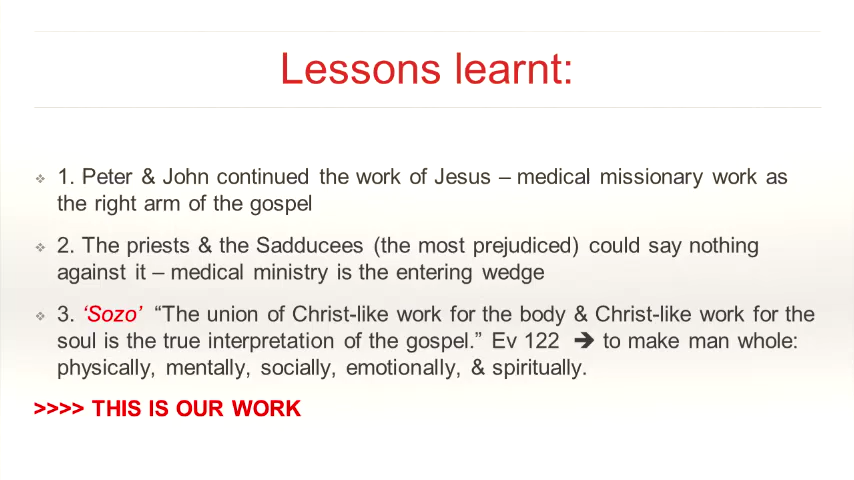 Lessons learnt:
❖ 1. Peter & John continued the work of Jesus – medical missionary work as
the right arm of the gospel
❖ 2. The priests & the Sadducees (the most prejudiced) could say nothing
against it – medical ministry is the entering wedge
❖ 3. ‘Sozo’ “The union of Christ-like work for the body & Christ-like work for the
soul is the true interpretation of the gospel.” Ev 122 ➔ to make man whole:
physically, mentally, socially, emotionally, & spiritually.
>>>> THIS IS OUR WORK